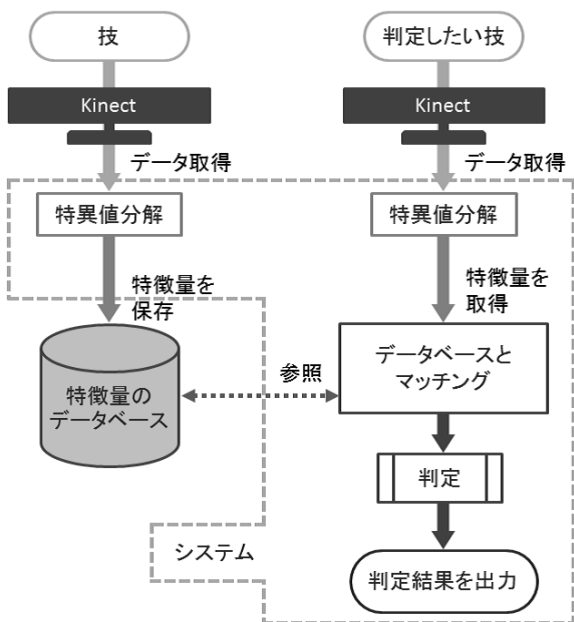 技
Kinect
データ取得
特異値分解
特徴量を
保存
特徴量の
データベース
参照
システム
判定したい技
Kinect
データ取得
特異値分解
特徴量を
取得
データベースと
マッチング
判定
判定結果を出力